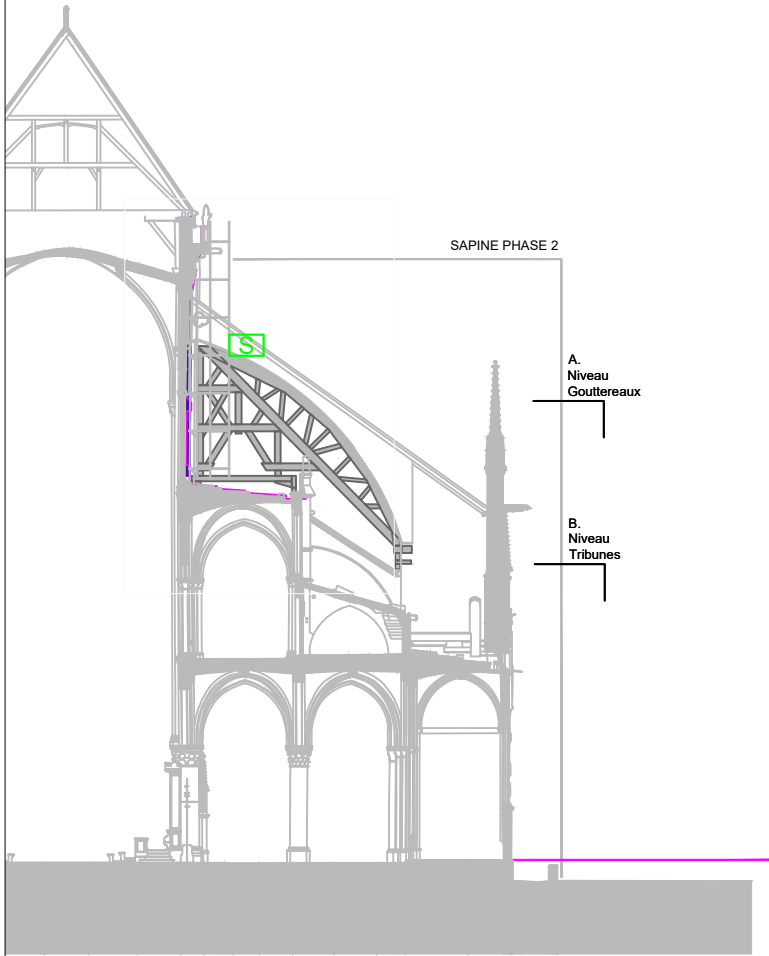 SAPINE PHASE 2
S
A.
Niveau
Gouttereaux
B.
Niveau
Tribunes